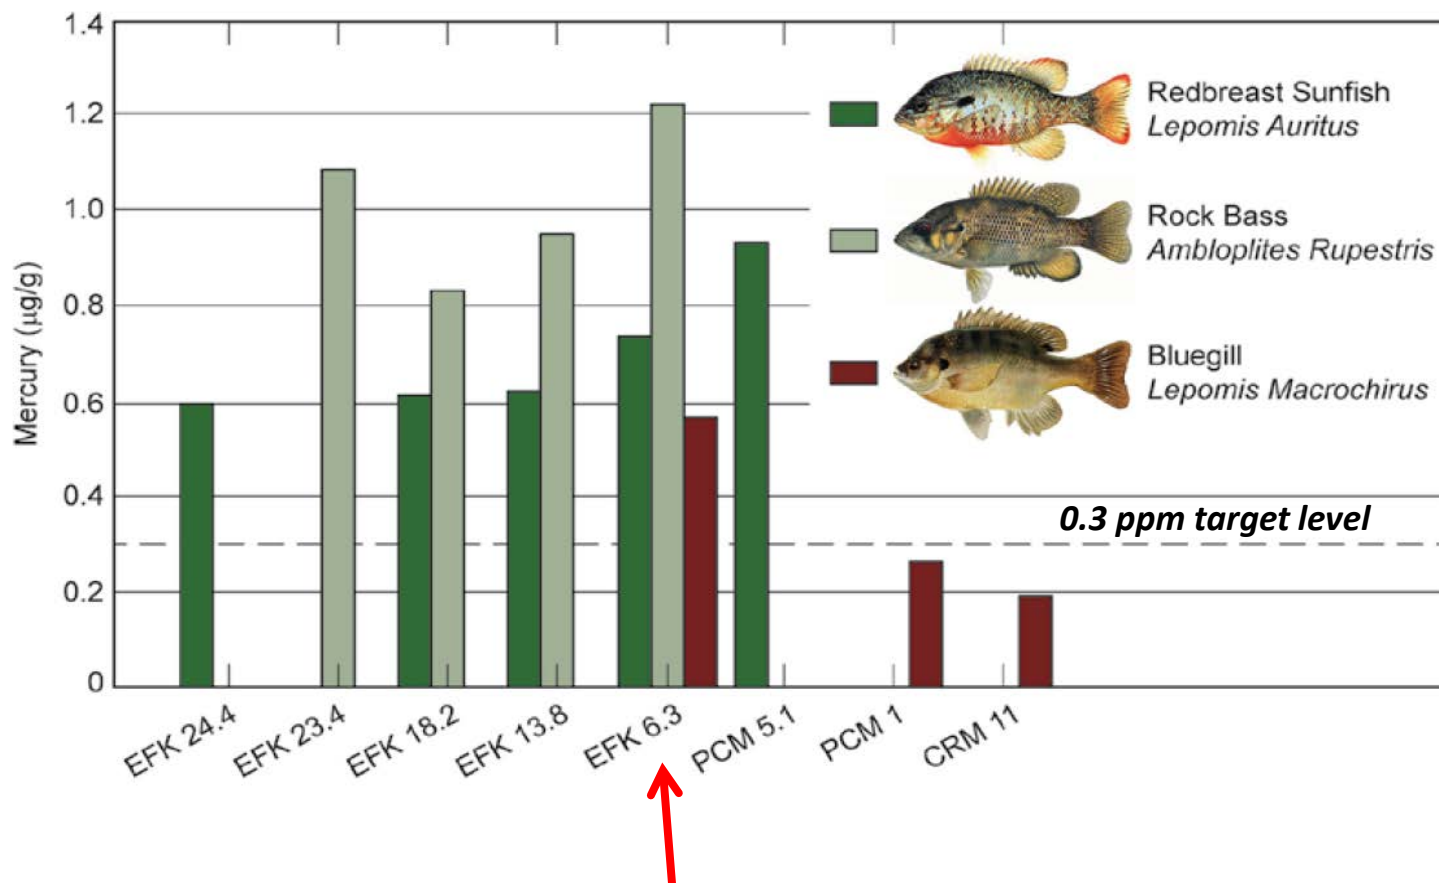 1.4
1.2
1.0
0.8
0.6
0.4
0.2
0
Mercury (µg/g)
EFK 24.4
EFK 23.4
EFK 18.2
EFK 13.8
EFK 6.3
PCM 5.1
PCM 1
CRM 11
Redbreast Sunfish
Lepomis Auritus
Rock Bass
Ambloplites Rupestris
Bluegill
Lepomis Macrochirus
0.3 ppm target level